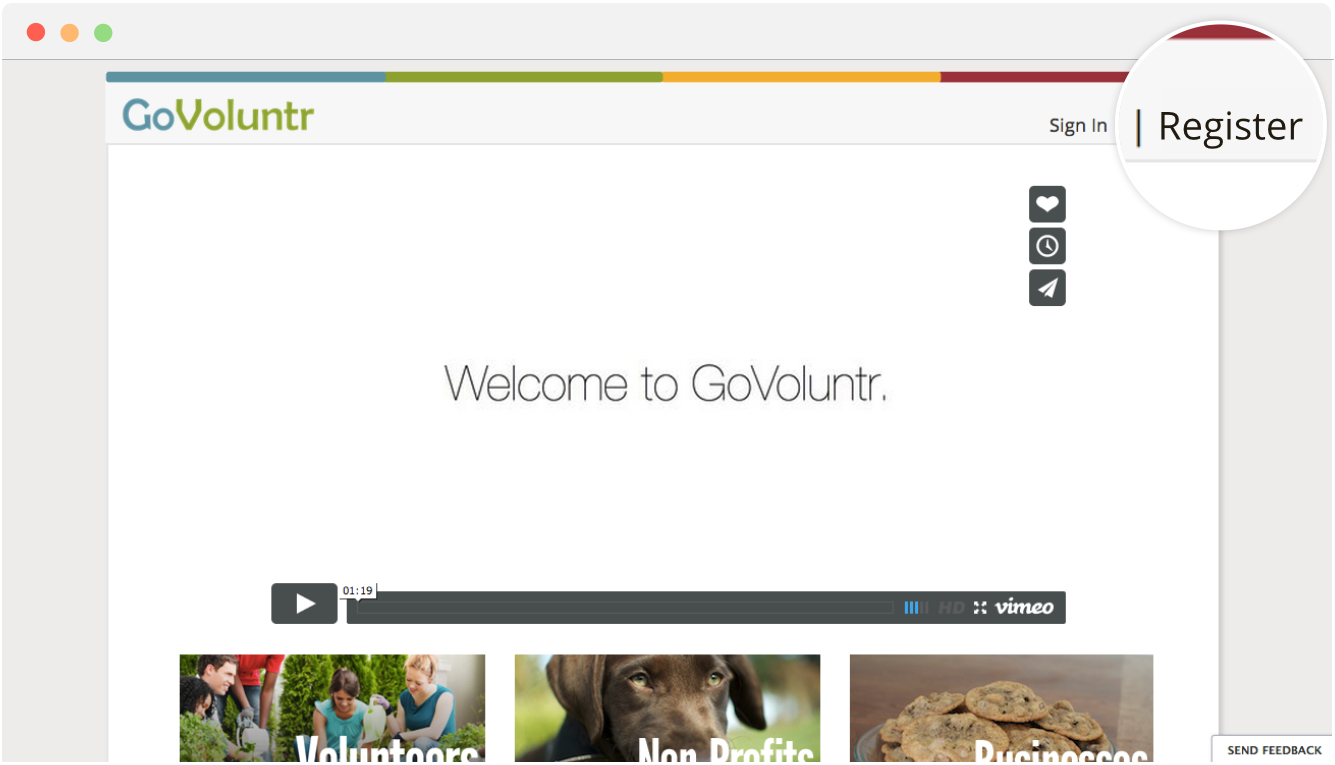 GoVoluntr
Sign In | Register
Welcome to GoVoluntr.
01:19
HD vimeo
Volunteers Non Profits Businesses
SEND FEEDBACK